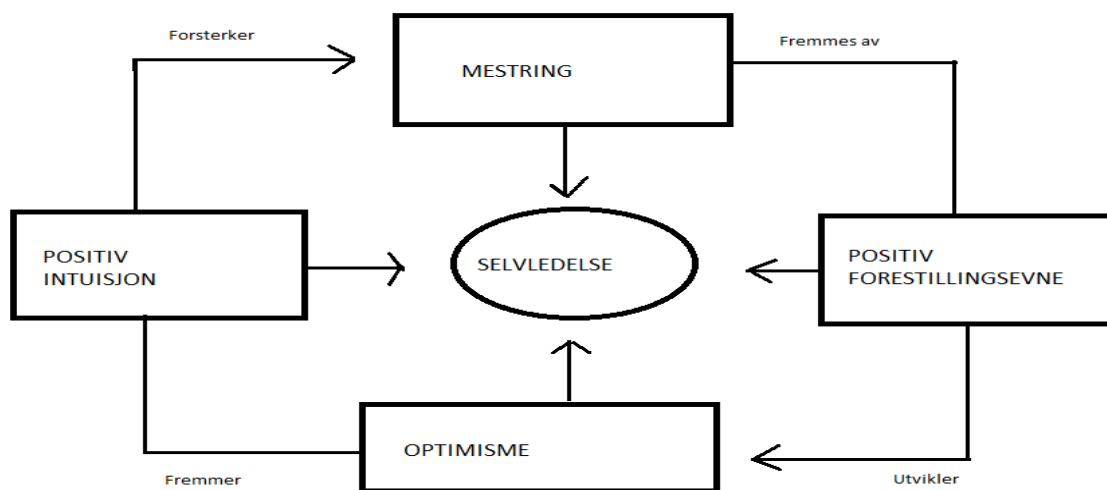 Forsterker
Fremmes av
MESTRING
POSITIV
INTUISJON
SELVLEDELSE
POSITIV
FORESTILLINGSEVNE
OPTIMISME
Fremmer
Utvikler